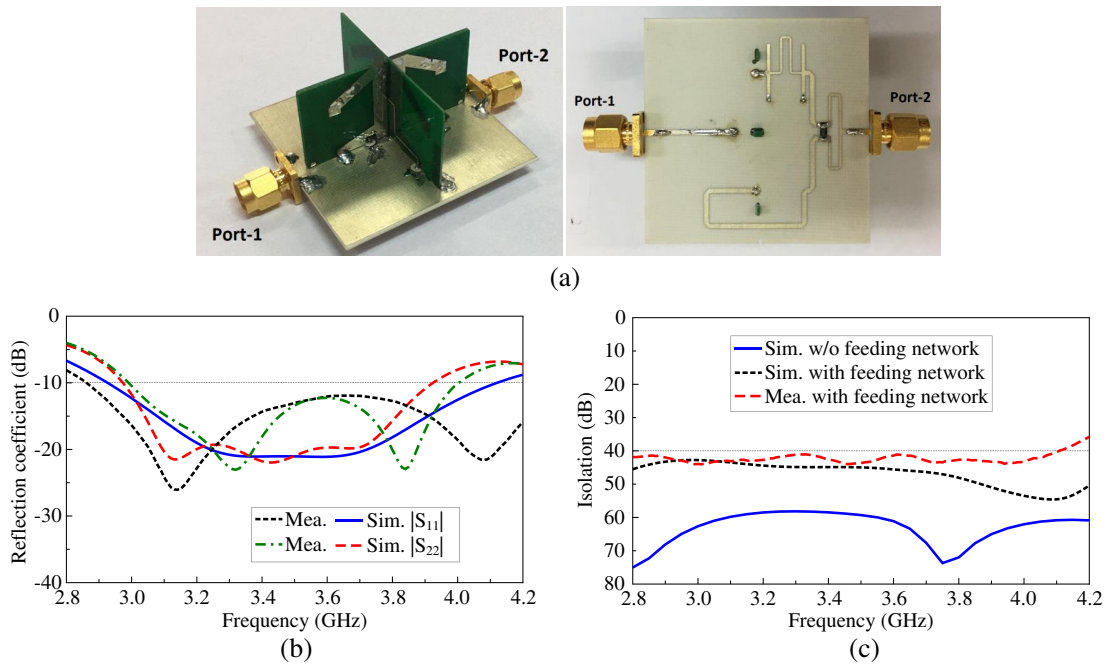 Port-2
Port-1
Port-1
Port-2
(a)
0
-10
-20
-30
-40
Reflection coefficient (dB)
Mea. Sim. |S11|
Mea. Sim. |S22|
2.8 3.0 3.2 3.4 3.6 3.8 4.0 4.2
Frequency (GHz)
(b)
0
10
20
30
40
50
60
70
80
Isolation (dB)
Sim. w/o feeding network
Sim. with feeding network
Mea. with feeding network
2.8 3.0 3.2 3.4 3.6 3.8 4.0 4.2
Frequency (GHz)
(c)